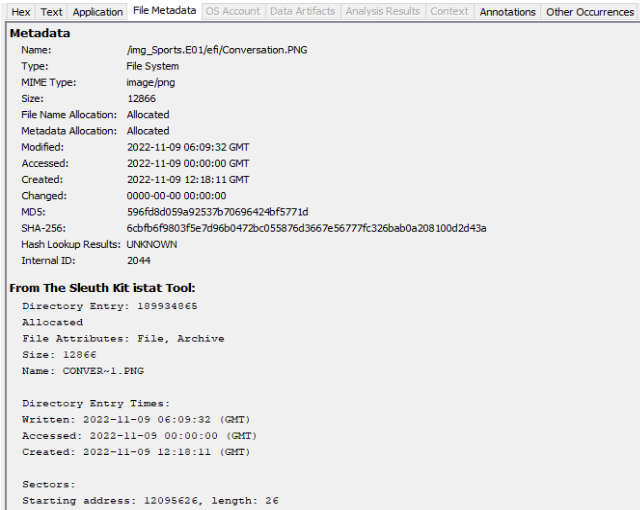 Hex Text Application File Metadata OS Account Data Artifacts Analysis Results Context Annotations Other Occurrences
Metadata
Name: /img_Sports.E01/efi/Conversation.PNG
Type: File System
MIME Type: image/png
Size: 12866
File Name Allocation: Allocated
Metadata Allocation: Allocated
Modified: 2022-11-09 06:09:32 GMT
Accessed: 2022-11-09 00:00:00 GMT
Created: 2022-11-09 12:18:11 GMT
Changed: 0000-00-00 00:00:00
MD5: 596fd8d059a92537b70696424bf5771d
SHA-256: 6cbfb6f9803f5e7d96b0472bc055876d3667e56777fc326bab0a208100d2d43a
Hash Lookup Results: UNKNOWN
Internal ID: 2044
From The Sleuth Kit istat Tool:
Directory Entry: 189934865
Allocated
File Attributes: File, Archive
Size: 12866
Name: CONVER~1.PNG
Directory Entry Times:
Written: 2022-11-09 06:09:32 (GMT)
Accessed: 2022-11-09 00:00:00 (GMT)
Created: 2022-11-09 12:18:11 (GMT)
Sectors:
Starting address: 12095626, length: 26